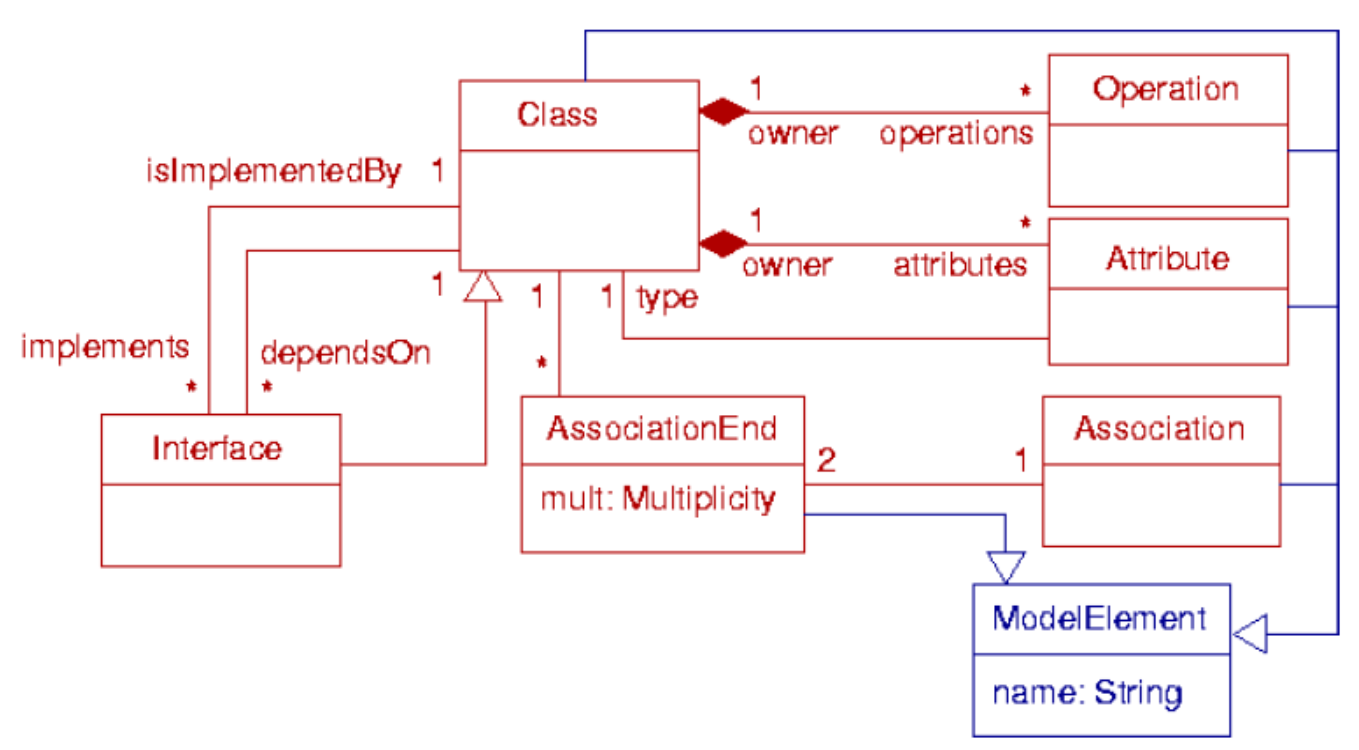 Class
1
*
Operation
owner
operations
isImplementedBy
1
1
*
owner
attributes
Attribute
1
1
1
type
implements
*
dependsOn
*
*
Interface
AssociationEnd
mult: Multiplicity
2
1
Association
ModelElement
name: String